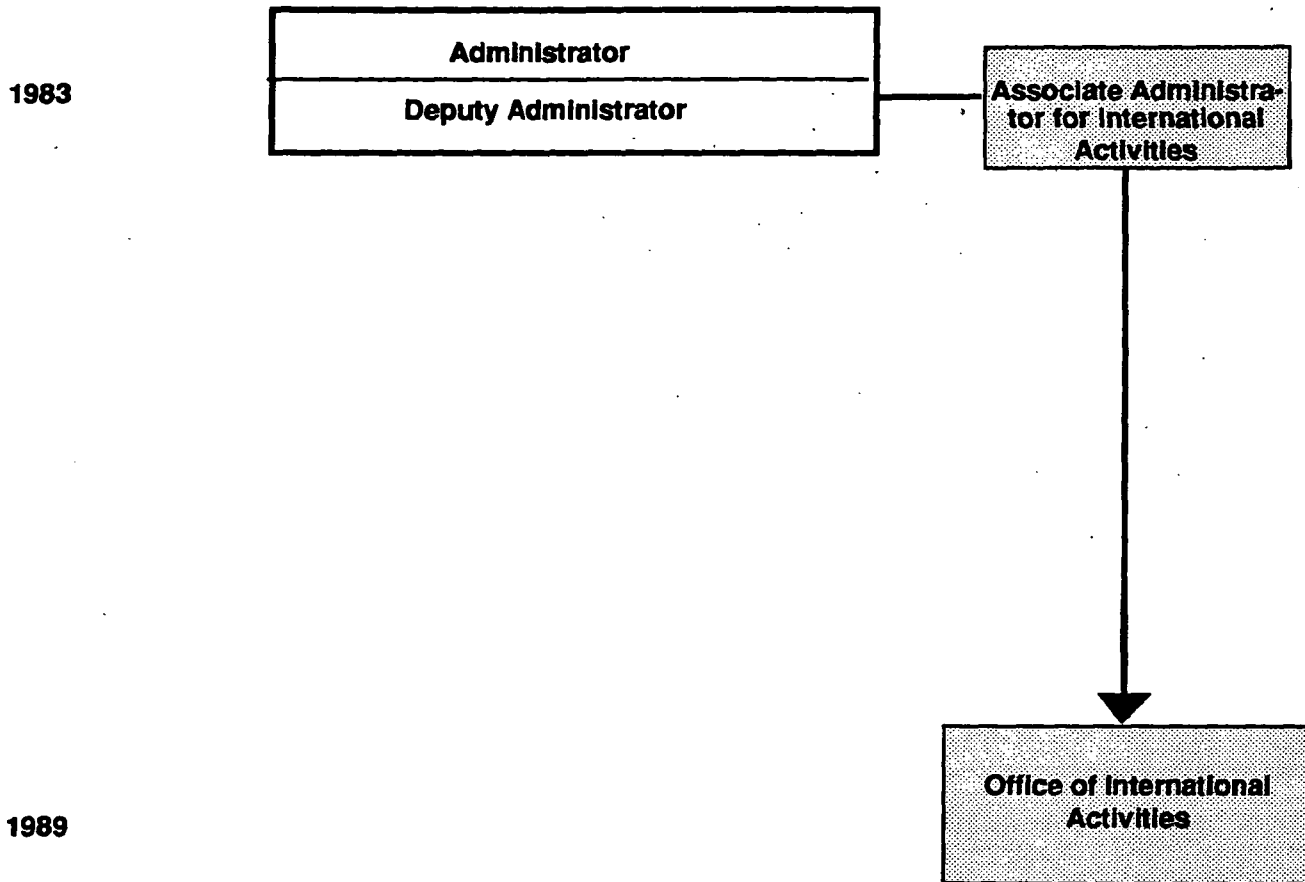 Administrator
1983
Deputy Administrator
Associate Administra-
tor for International
Activities
Office of International
Activities
1989